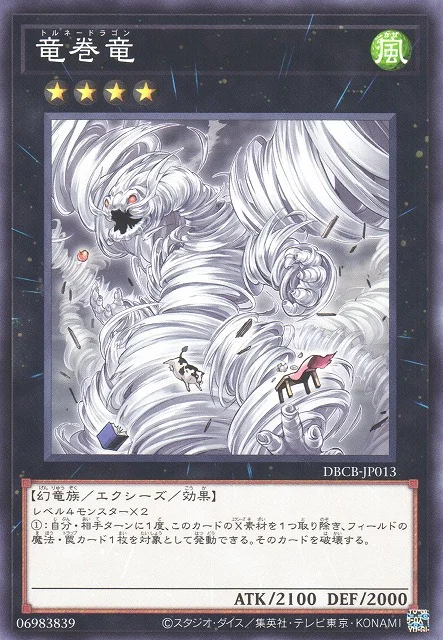 トルネードラゴン
竜巻竜
かぜ
風
DBCB-JP013
【幻竜族／エクシーズ／効果】
レベル４モンスター×２
①：自分・相手ターンに１度、このカードのX素材を１つ取り除き、フィールドの
魔法・罠カード１枚を対象として発動できる。そのカードを破壊する。
ATK/2100 DEF/2000
06983839
©スタジオ・ダイス／集英社・テレビ東京・KONAMI